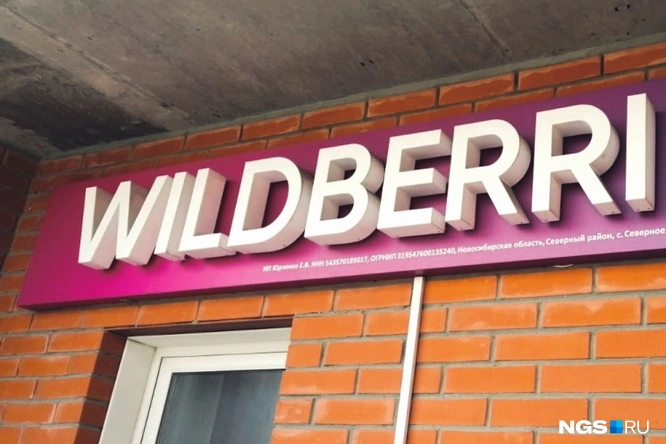 WILDBERRI
ИП Юрченко Е.В. ИНН 543570189017, ОГРНИП 319547600135240, Новосибирская область, Северный район, с. Северное
NGS RU